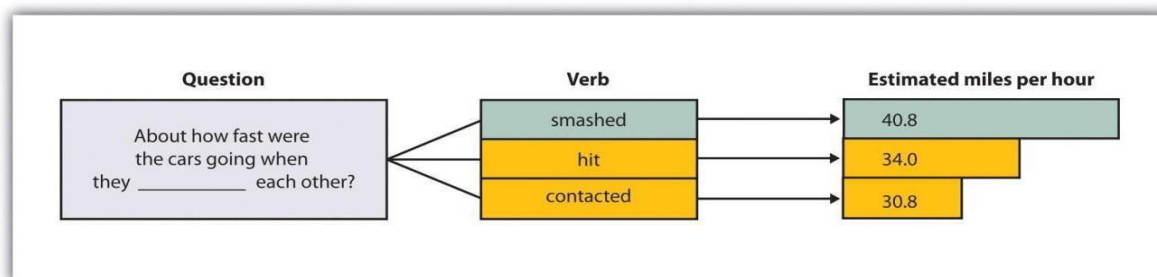 Question
Verb
Estimated miles per hour
About how fast were
the cars going when
they __________ each other?
smashed
hit
contacted
40.8
34.0
30.8